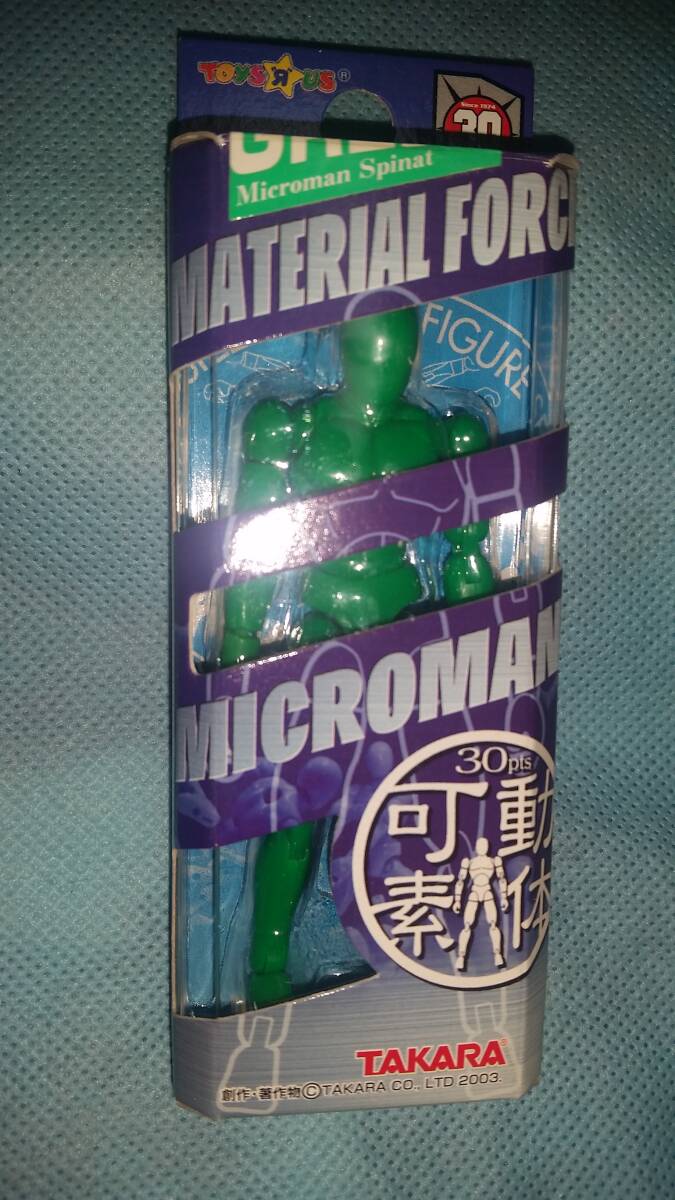 TOYS"R"US®
Since 1974
30
Microman Spinat
MATERIAL FORC
FIGURE
MICROMAN
30pts
可動
素体
TAKARA®
創作・著作物©TAKARA CO., LTD 2003.